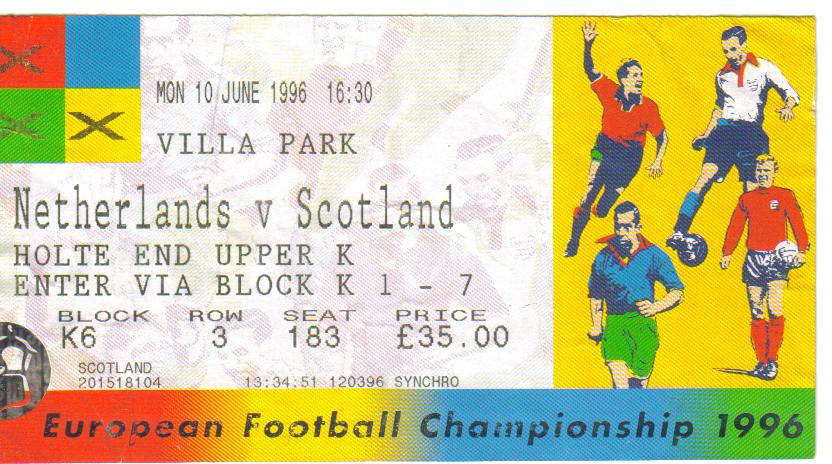 MON 10 JUNE 1996 16:30
VILLA PARK
Netherlands v Scotland
HOLTE END UPPER K
ENTER VIA BLOCK K 1 - 7
BLOCK ROW SEAT PRICE
K6 3 183 £35.00
SCOTLAND
201518104 13:34:51 120396 SYNCHRO
European Football Championship 1996